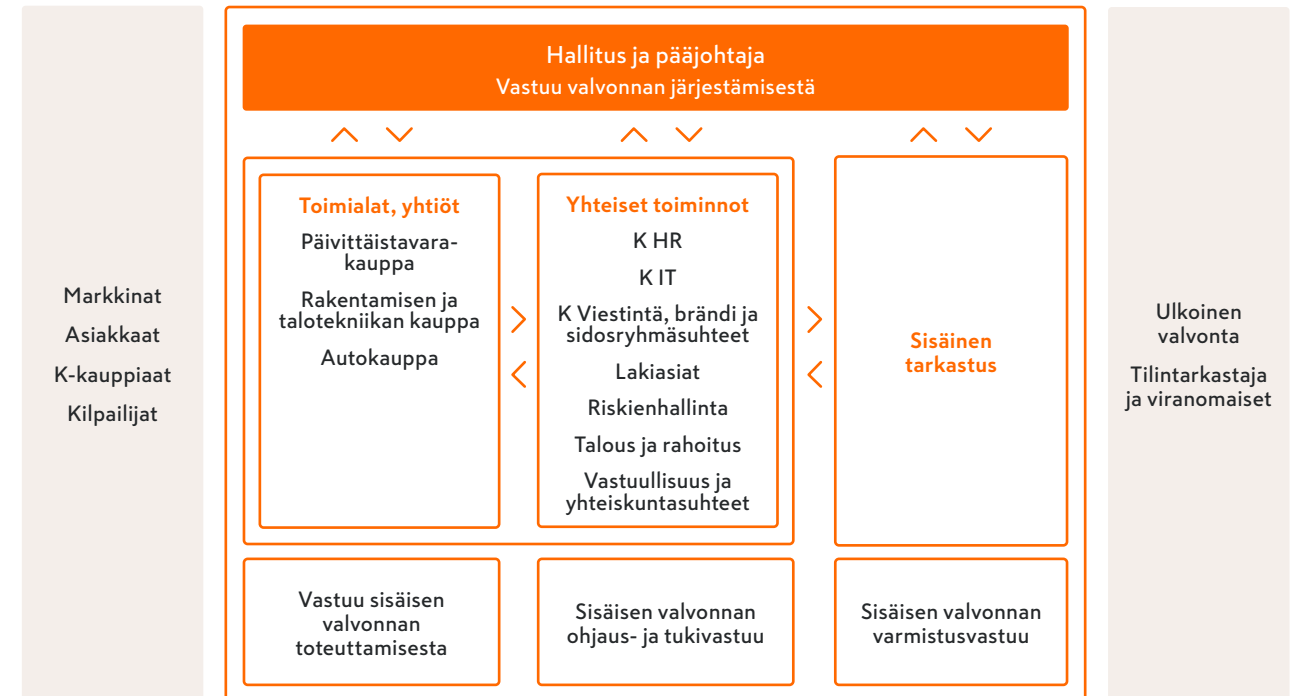 Hallitus ja pääjohtaja
Vastuu valvonnan järjestämisestä
Markkinat
Asiakkaat
K-kauppiaat
Kilpailijat
Toimialat, yhtiöt
Päivittäistavara-
kauppa
Rakentamisen ja
talotekniikan kauppa
Autokauppa
Yhteiset toiminnot
K HR
K IT
K Viestintä, brändi ja
sidosryhmäsuhteet
Lakiasiat
Riskienhallinta
Talous ja rahoitus
Vastuullisuus ja
yhteiskuntasuhteet
Sisäinen
tarkastus
Ulkoinen
valvonta
Tilintarkastaja
ja viranomaiset
Vastuu sisäisen
valvonnan
toteuttamisesta
Sisäisen valvonnan
ohjaus- ja tukivastuu
Sisäisen valvonnan
varmistusvastuu